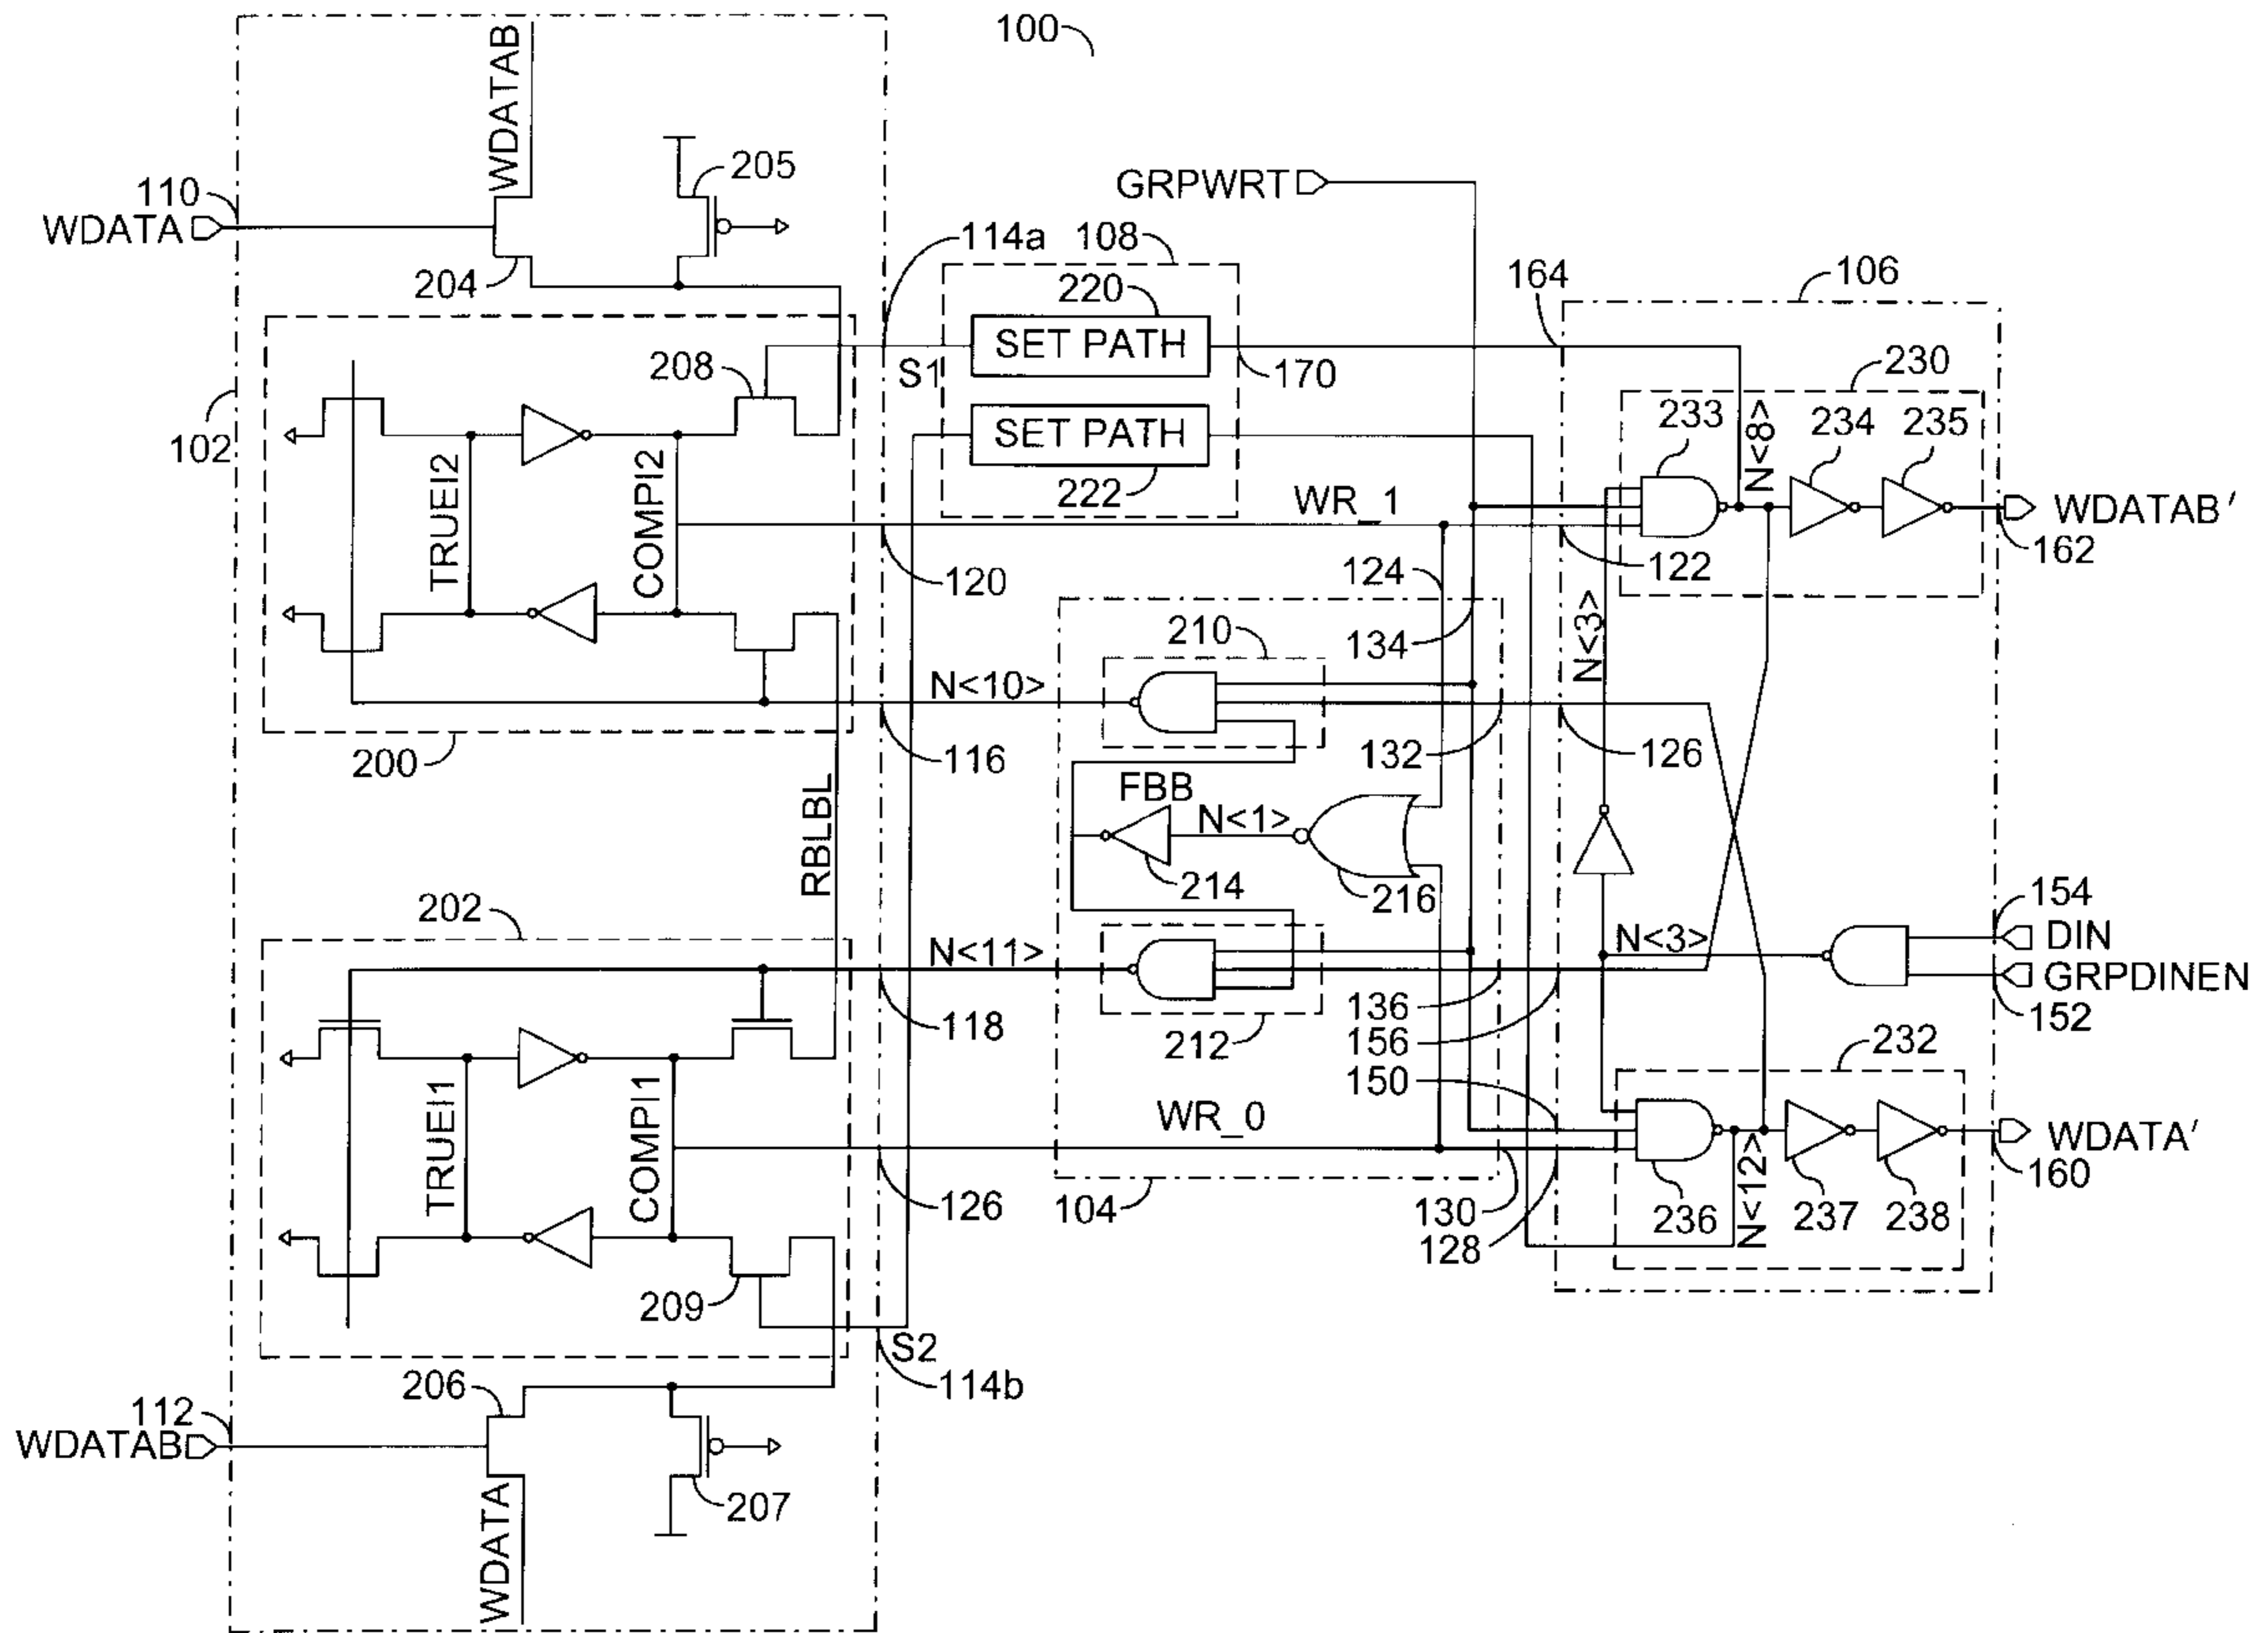 100
WDATAB
110
WDATA
205
204
GRPWRT
114a
108
164
106
220
SET PATH
S1
170
230
208
102
SET PATH
222
233
N<8>
234
235
TRUEI2
COMPI2
WR_1
WDATAB'
162
120
124
122
N<3>
134
210
N<10>
200
116
132
126
FBB
N<1>
RBLBL
214
216
202
154
DIN
N<3>
GRPDINEN
152
N<11>
118
136
212
156
232
150
TRUEI1
COMPI1
WR_0
WDATA'
160
126
104
130
128
236
N<12>
237
238
209
S2
114b
206
112
WDATAB
207
WDATA